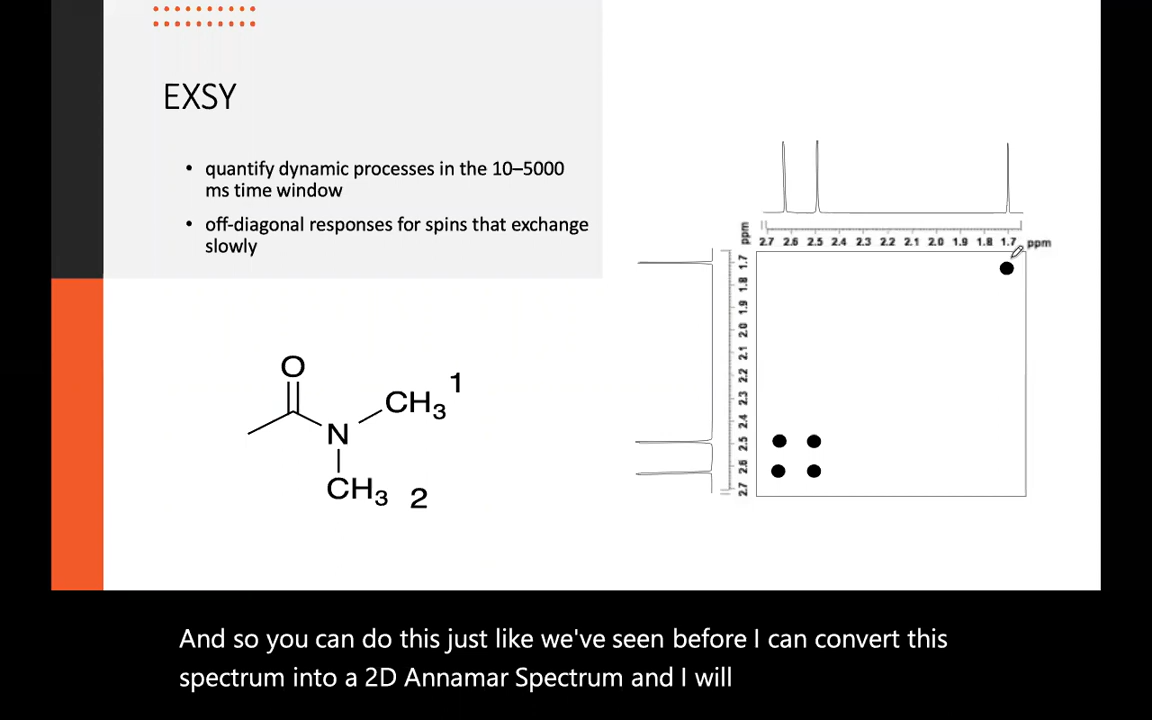 EXSY
• quantify dynamic processes in the 10–5000
ms time window
• off-diagonal responses for spins that exchange
slowly
O
N
CH3 1
CH3 2
ppm
2.7 2.6 2.5 2.4 2.3 2.2 2.1 2.0 1.9 1.8 1.7 ppm
1.7 1.8 1.9 2.0 2.1 2.2 2.3 2.4 2.5 2.6 2.7
And so you can do this just like we've seen before I can convert this
spectrum into a 2D Annamar Spectrum and I will